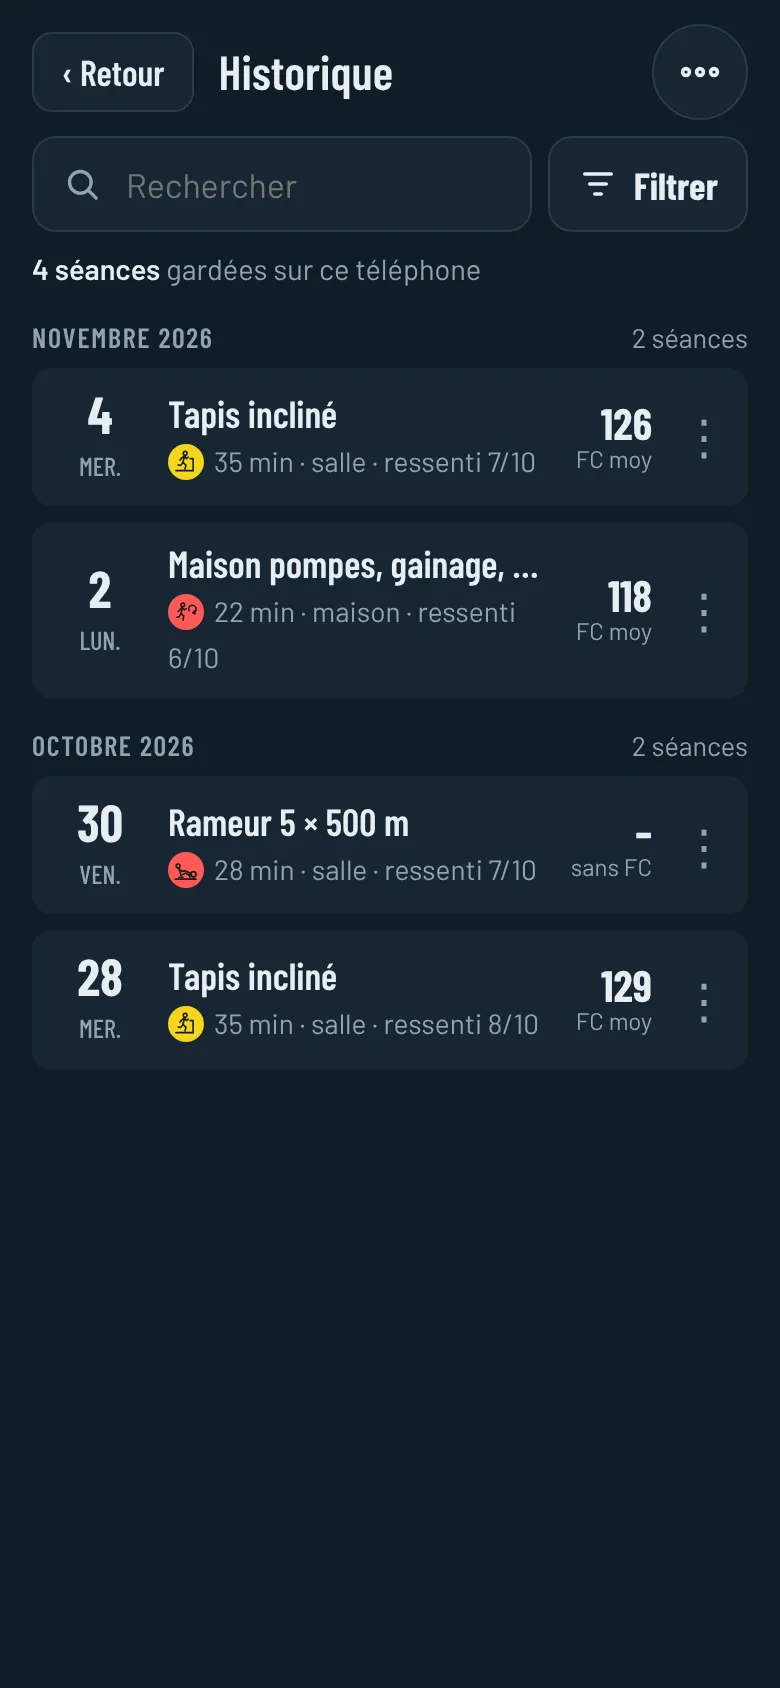 ‹ Retour
Historique
Rechercher
Filtrer
4 séances gardées sur ce téléphone
NOVEMBRE 2026
2 séances
4
MER.
Tapis incliné
35 min · salle · ressenti 7/10
126
FC moy
2
LUN.
Maison pompes, gainage, ...
22 min · maison · ressenti
6/10
118
FC moy
OCTOBRE 2026
2 séances
30
VEN.
Rameur 5 × 500 m
28 min · salle · ressenti 7/10
–
sans FC
28
MER.
Tapis incliné
35 min · salle · ressenti 8/10
129
FC moy